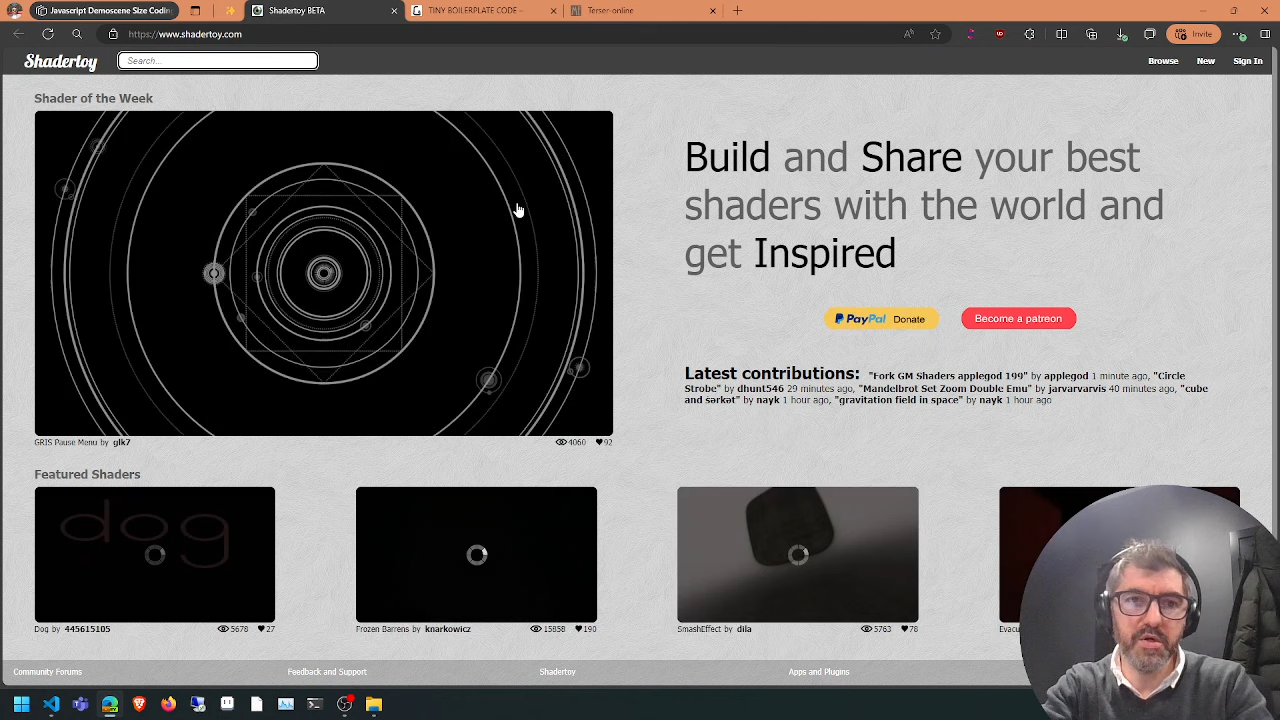 Javascript Demoscene Size Coding
Shadertoy BETA
TINY BOILERPLATE CODE –
Terser-online
https://www.shadertoy.com
Invite
Shadertoy
Search...
Browse
New
Sign In
Shader of the Week
Build and Share your best
shaders with the world and
get Inspired
PayPal Donate
Become a patreon
Latest contributions: "Fork GM Shaders applegod 199" by applegod 1 minute ago, "Circle
Strobe" by dhunt546 29 minutes ago, "Mandelbrot Set Zoom Double Emu" by jarvarvarvis 40 minutes ago, "cube
and sərkət" by nayk 1 hour ago, "gravitation field in space" by nayk 1 hour ago
GRIS Pause Menu by glk7
4060
92
Featured Shaders
dog
Dog by 445615105
5678
27
Frozen Barrens by knarkowicz
15858
190
SmashEffect by dila
5763
78
Community Forums
Feedback and Support
Shadertoy
Apps and Plugins